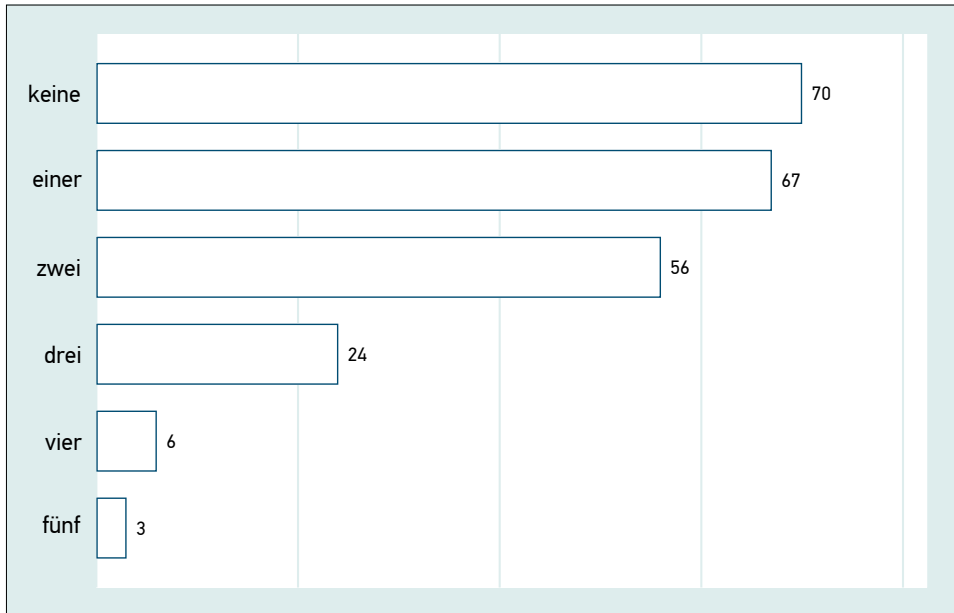 keine 70
einer 67
zwei 56
drei 24
vier 6
fünf 3